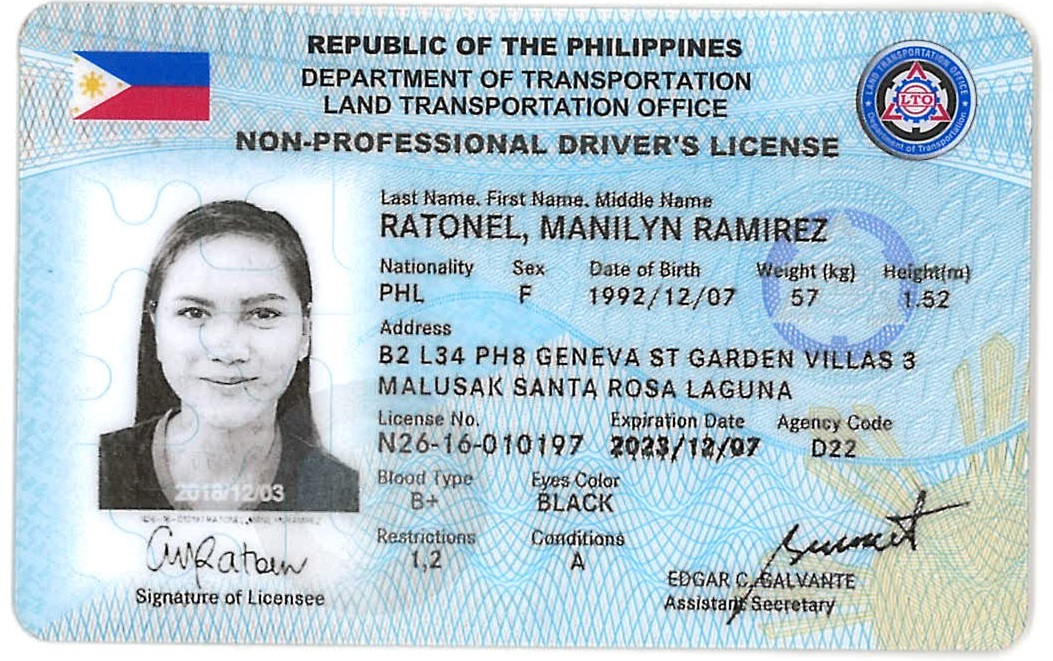 REPUBLIC OF THE PHILIPPINES
DEPARTMENT OF TRANSPORTATION
LAND TRANSPORTATION OFFICE
NON-PROFESSIONAL DRIVER'S LICENSE
LAND TRANSPORTATION OFFICE
LTO
Department of Transportation
Last Name, First Name, Middle Name
RATONEL, MANILYN RAMIREZ
Nationality Sex Date of Birth Weight (kg) Height(m)
PHL F 1992/12/07 57 1.52
Address
B2 L34 PH8 GENEVA ST GARDEN VILLAS 3
MALUSAK SANTA ROSA LAGUNA
License No. Expiration Date Agency Code
N26-16-010197 2023/12/07 D22
Blood Type Eyes Color
B+ BLACK
Restrictions Conditions
1,2 A
2018/12/03
Signature of Licensee
EDGAR C. GALVANTE
Assistant Secretary